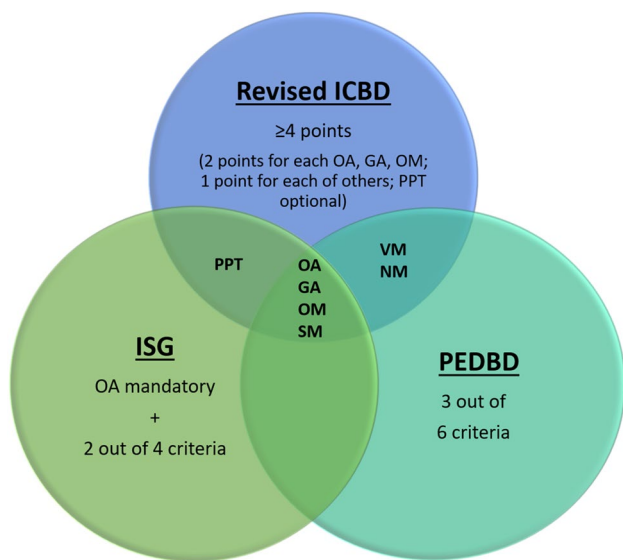 Revised ICBD
≥4 points
(2 points for each OA, GA, OM;
1 point for each of others; PPT
optional)
PPT
OA
GA
OM
SM
VM
NM
ISG
OA mandatory
+
2 out of 4 criteria
PEDBD
3 out of
6 criteria